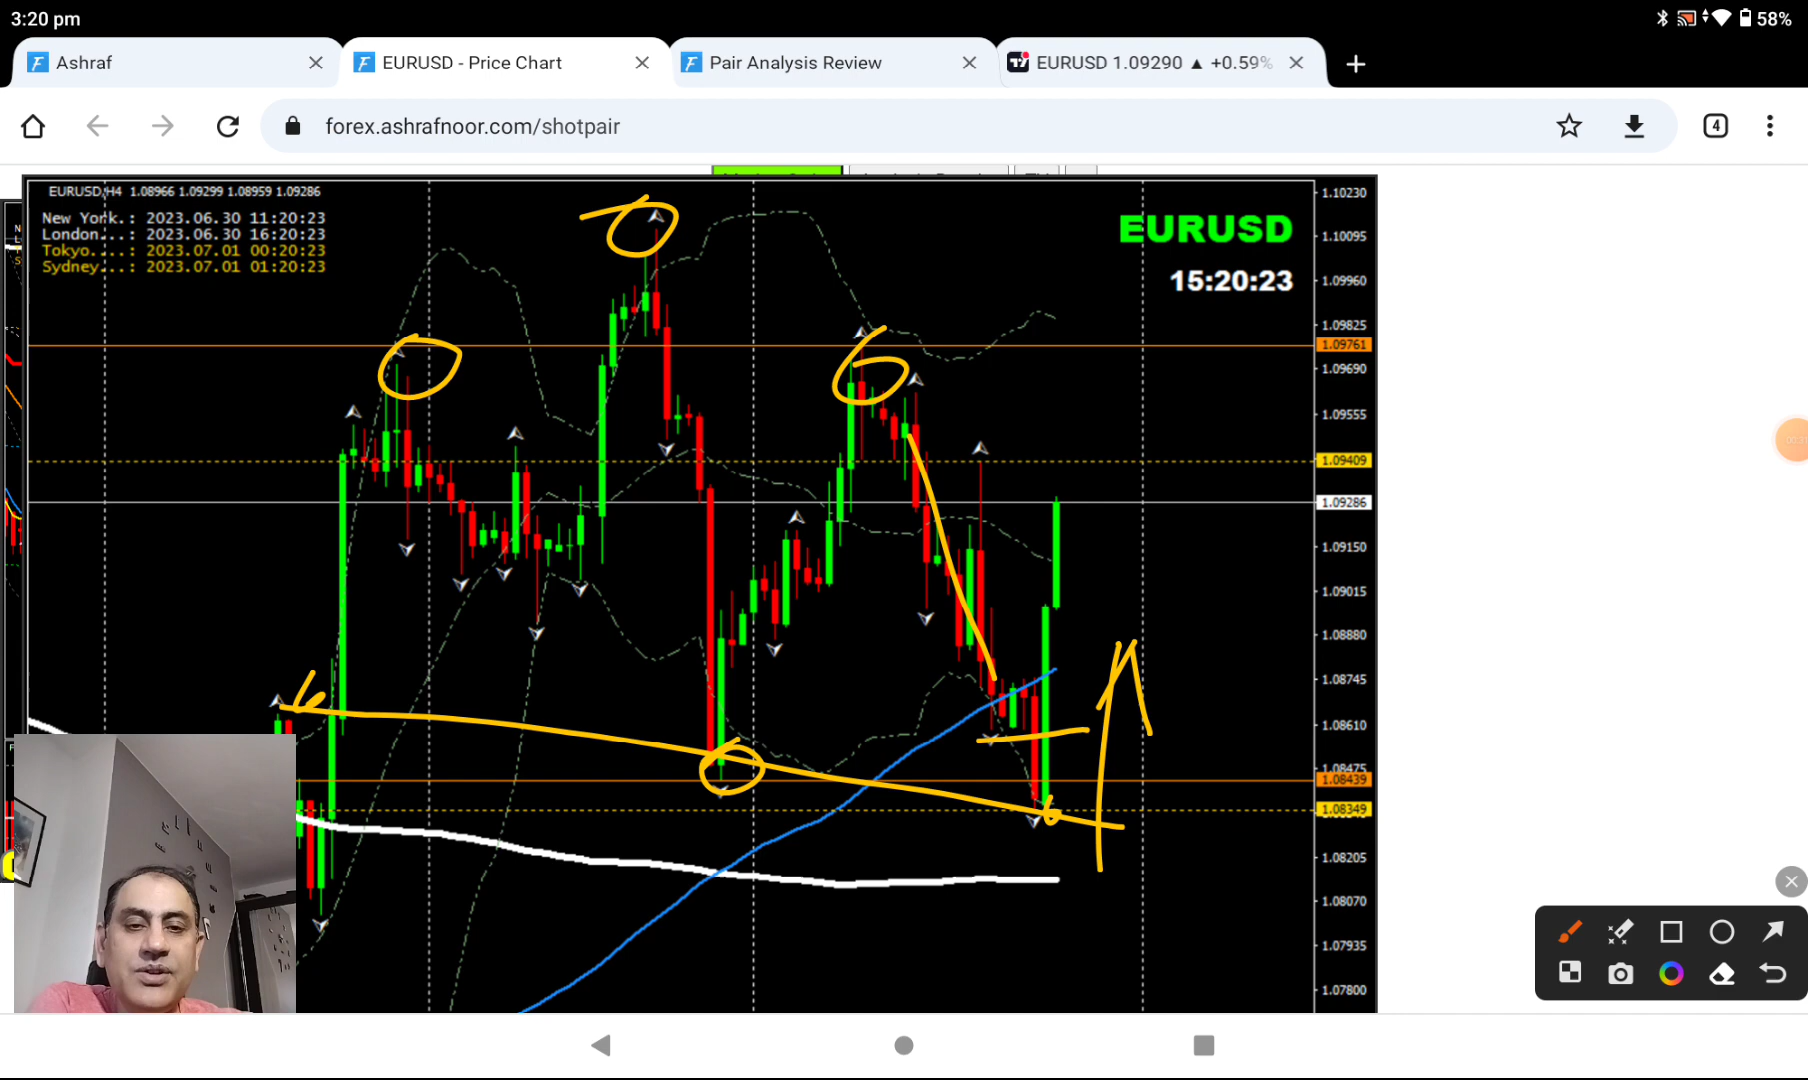 3:20 pm
58%
Ashraf
EURUSD - Price Chart
Pair Analysis Review
EURUSD 1.09290 ▲ +0.59%
forex.ashrafnoor.com/shotpair
4
EURUSD,H4 1.08966 1.09299 1.08959 1.09286
New York.: 2023.06.30 11:20:23
London...: 2023.06.30 16:20:23
Tokyo....: 2023.07.01 00:20:23
Sydney...: 2023.07.01 01:20:23
EURUSD
15:20:23
1.10230
1.10095
1.09960
1.09825
1.09761
1.09690
1.09555
1.09409
1.09286
1.09150
1.09015
1.08880
1.08745
1.08610
1.08475
1.08439
1.08349
1.08205
1.08070
1.07935
1.07800